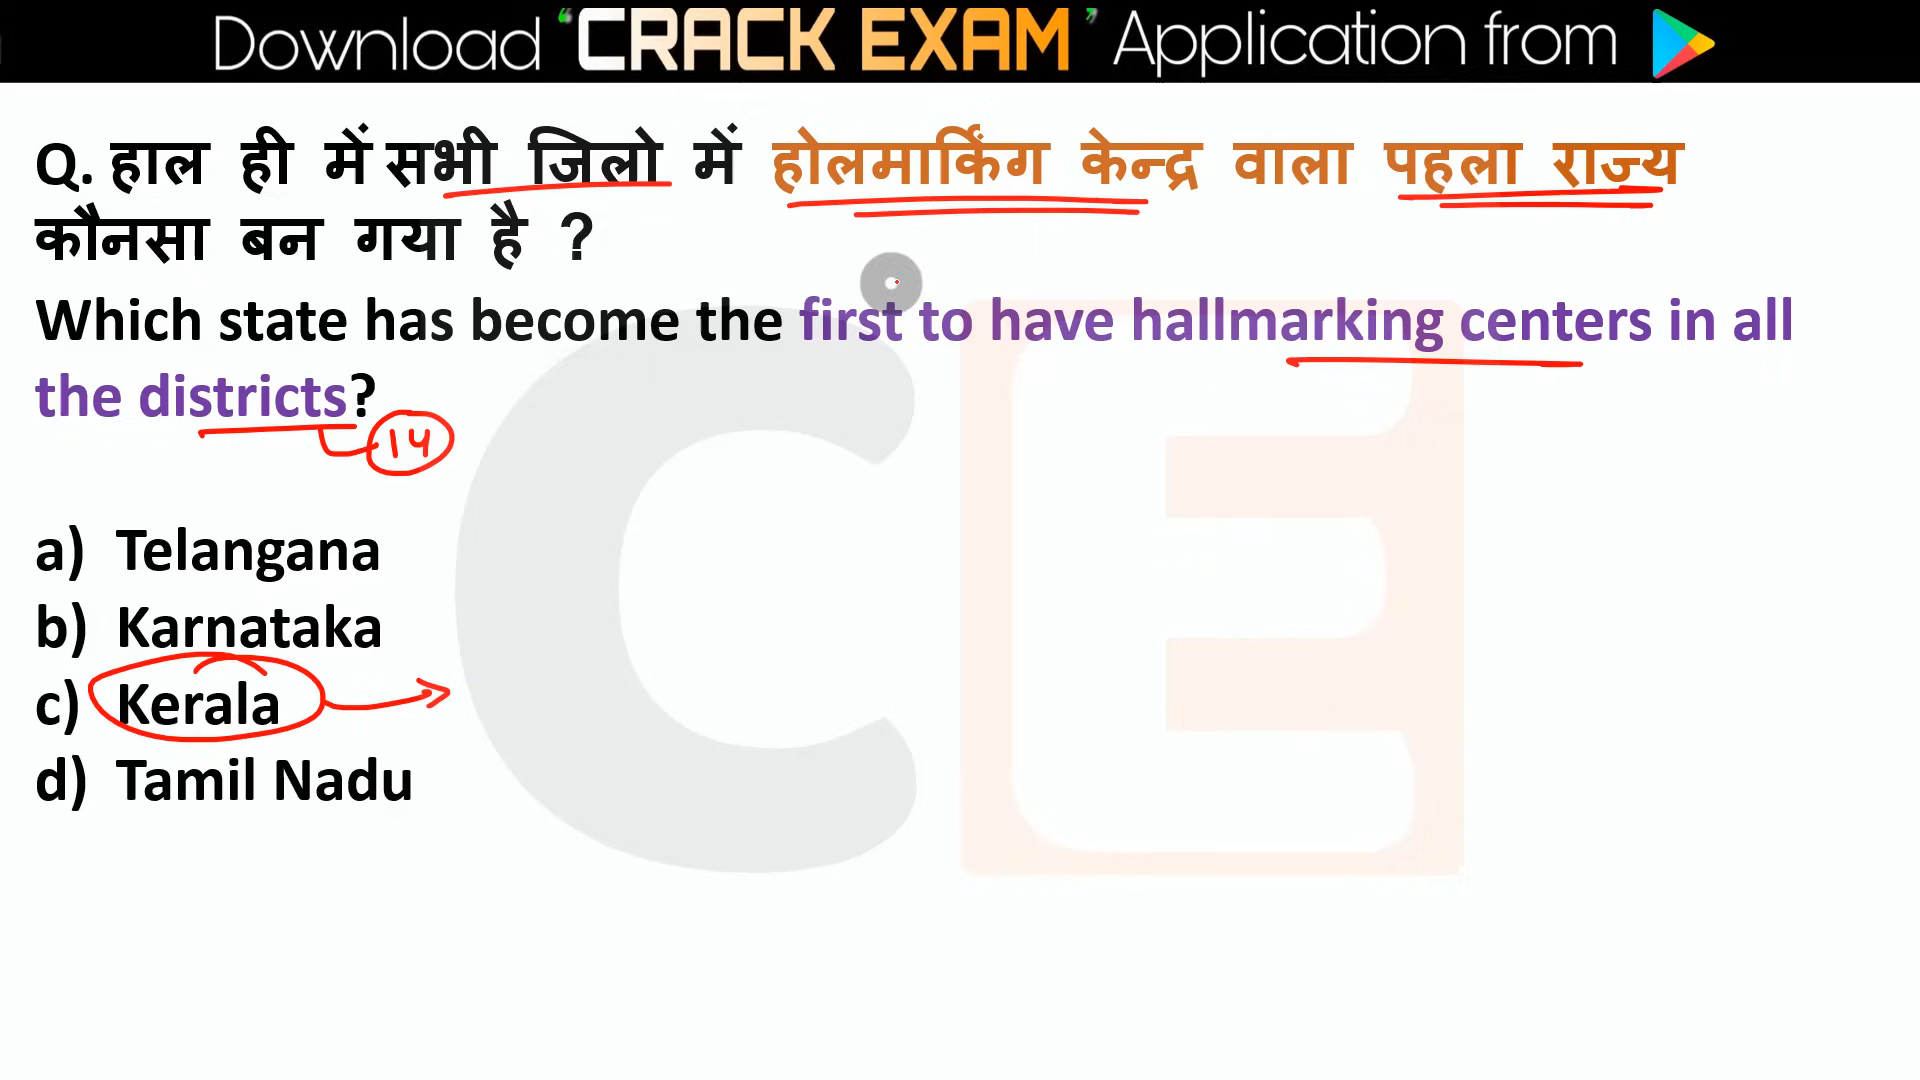 Download ‘CRACK EXAM’ Application from
Q. हाल ही में सभी जिलो में होलमार्किंग केन्द्र वाला पहला राज्य
कौनसा बन गया है ?
Which state has become the first to have hallmarking centers in all
the districts?
14
a) Telangana
b) Karnataka
c) Kerala
d) Tamil Nadu
CE